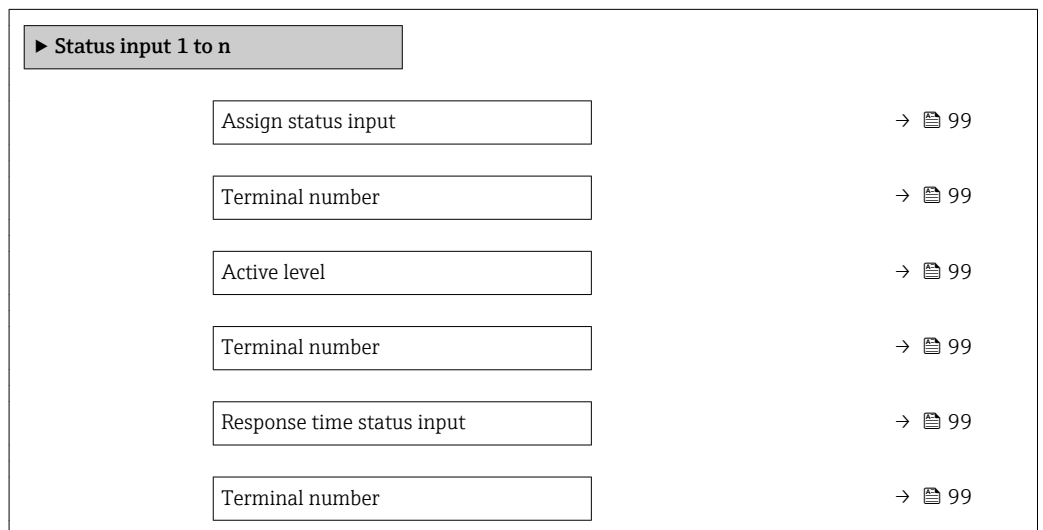 ▶ Status input 1 to n
Assign status input → 99
Terminal number → 99
Active level → 99
Terminal number → 99
Response time status input → 99
Terminal number → 99